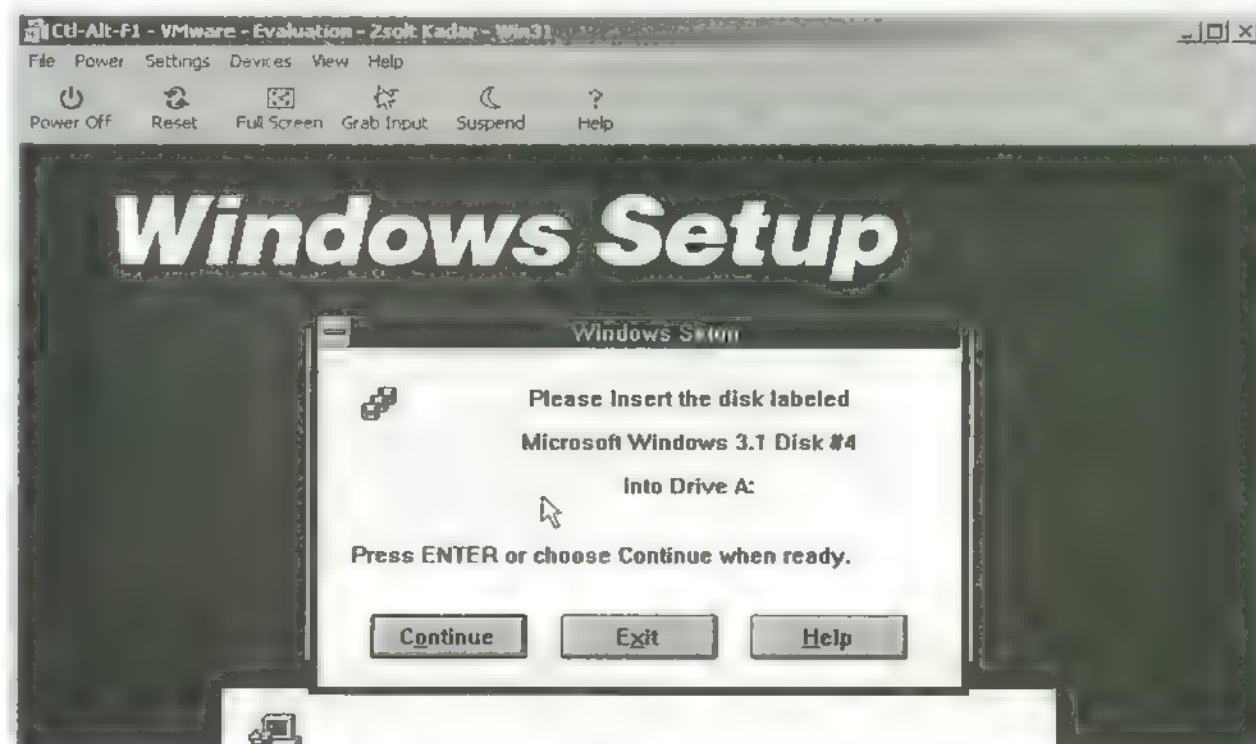 Ctl-Alt-F1 - VMware - Evaluation - Zsolt Kadar - Win31
File Power Settings Devices View Help
Power Off Reset Full Screen Grab Input Suspend Help
Windows Setup
Windows Setup
Please Insert the disk labeled
Microsoft Windows 3.1 Disk #4
into Drive A:
Press ENTER or choose Continue when ready.
Continue Exit Help